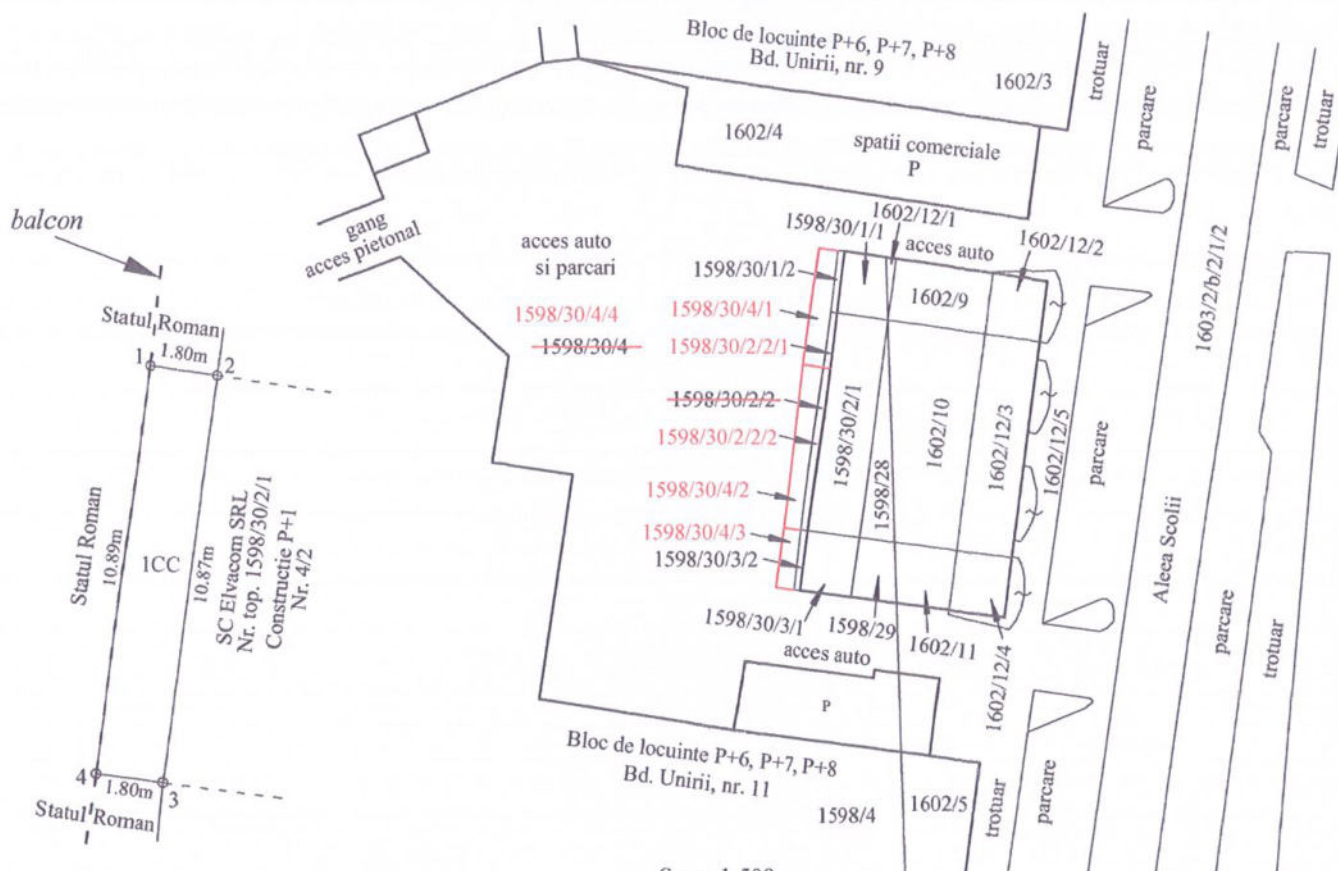 balcon
Statul Roman
1.80m
1
2
Statul Roman
10.89m
1CC
10.87m
SC Elvacom SRL
Nr. top. 1598/30/2/1
Constructie P+1
Nr. 4/2
4
1.80m
3
Statul Roman
Bloc de locuinte P+6, P+7, P+8
Bd. Unirii, nr. 9
1602/3
1602/4
spatii comerciale
P
trotuar
parcare
parcare
trotuar
gang
acces pietonal
acces auto
si parcari
1598/30/4/4
1598/30/4
1598/30/1/1
1602/12/1
acces auto
1602/12/2
1598/30/1/2
1598/30/4/1
1598/30/2/2/1
1598/30/2/2
1598/30/2/2/2
1598/30/4/2
1598/30/4/3
1598/30/3/2
1602/9
1598/30/2/1
1598/28
1602/10
1602/12/3
1602/12/5
parcare
1603/2/b/2/1/2
Aleea Scolii
parcare
trotuar
1598/30/3/1
1598/29
1602/11
1602/12/4
acces auto
P
Bloc de locuinte P+6, P+7, P+8
Bd. Unirii, nr. 11
1598/4
1602/5
trotuar
parcare